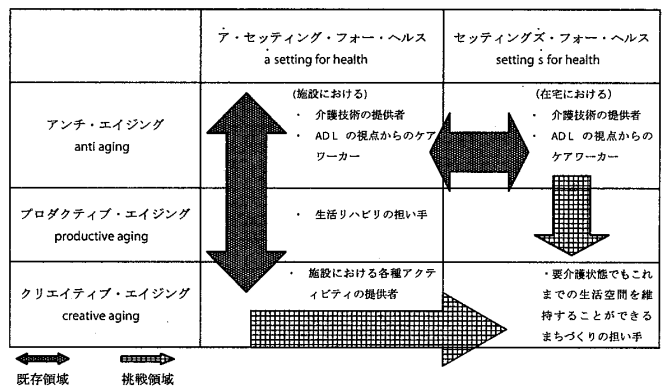 ア・セッティング・フォー・ヘルス
a setting for health
セッティングズ・フォー・ヘルス
setting s for health
アンチ・エイジング
anti aging
(施設における)
・ 介護技術の提供者
・ ADL の視点からのケア
ワーカー
(在宅における)
・ 介護技術の提供者
・ ADL の視点からの
ケアワーカー
プロダクティブ・エイジング
productive aging
・ 生活リハビリの担い手
クリエイティブ・エイジング
creative aging
・ 施設における各種アクテ
ィビティの提供者
・要介護状態でもこれ
までの生活空間を維
持することができる
まちづくりの担い手
既存領域
挑戦領域